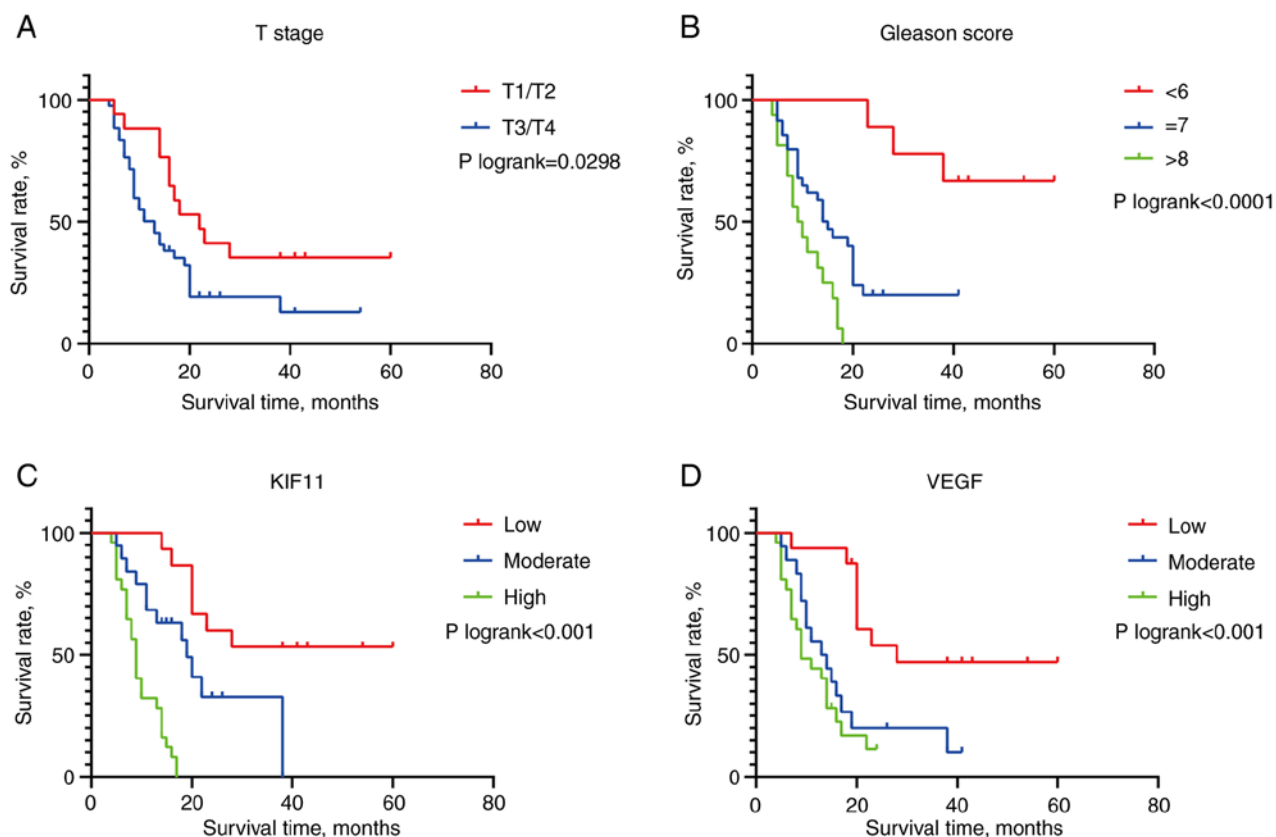 A
T stage
Survival rate, %
100
50
0
0 20 40 60 80
Survival time, months
T1/T2
T3/T4
P logrank=0.0298
B
Gleason score
Survival rate, %
100
50
0
0 20 40 60 80
Survival time, months
<6
=7
>8
P logrank<0.0001
C
KIF11
Survival rate, %
100
50
0
0 20 40 60 80
Survival time, months
Low
Moderate
High
P logrank<0.001
D
VEGF
Survival rate, %
100
50
0
0 20 40 60 80
Survival time, months
Low
Moderate
High
P logrank<0.001